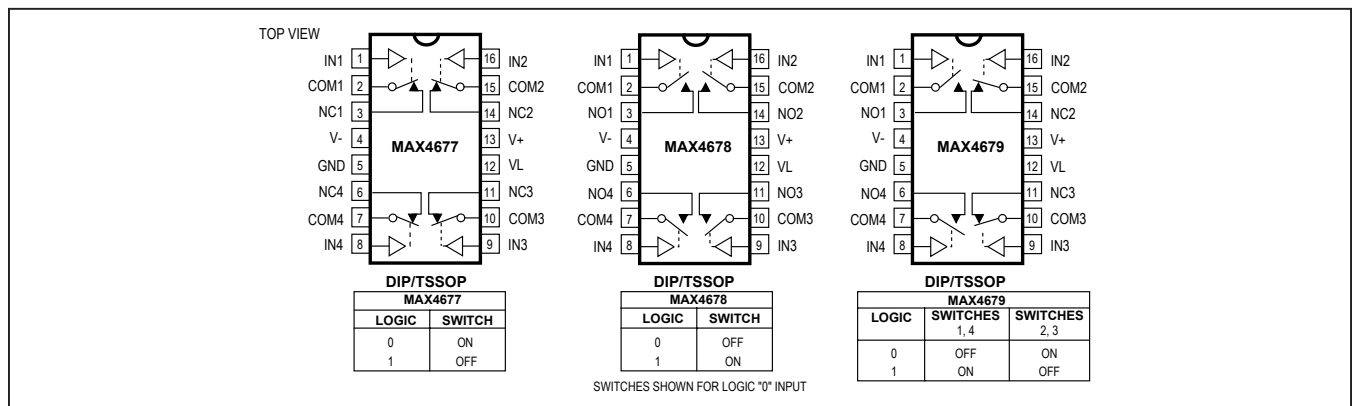 TOP VIEW
IN1 1 16 IN2
COM1 2 15 COM2
NC1 3 14 NC2
V- 4 13 V+
MAX4677
GND 5 12 VL
NC4 6 11 NC3
COM4 7 10 COM3
IN4 8 9 IN3
DIP/TSSOP
MAX4677
LOGIC SWITCH
0 ON
1 OFF
IN1 1 16 IN2
COM1 2 15 COM2
NO1 3 14 NO2
V- 4 13 V+
MAX4678
GND 5 12 VL
NO4 6 11 NO3
COM4 7 10 COM3
IN4 8 9 IN3
DIP/TSSOP
MAX4678
LOGIC SWITCH
0 OFF
1 ON
SWITCHES SHOWN FOR LOGIC "0" INPUT
IN1 1 16 IN2
COM1 2 15 COM2
NO1 3 14 NC2
V- 4 13 V+
MAX4679
GND 5 12 VL
NO4 6 11 NC3
COM4 7 10 COM3
IN4 8 9 IN3
DIP/TSSOP
MAX4679
LOGIC SWITCHES SWITCHES
1, 4 2, 3
0 OFF ON
1 ON OFF